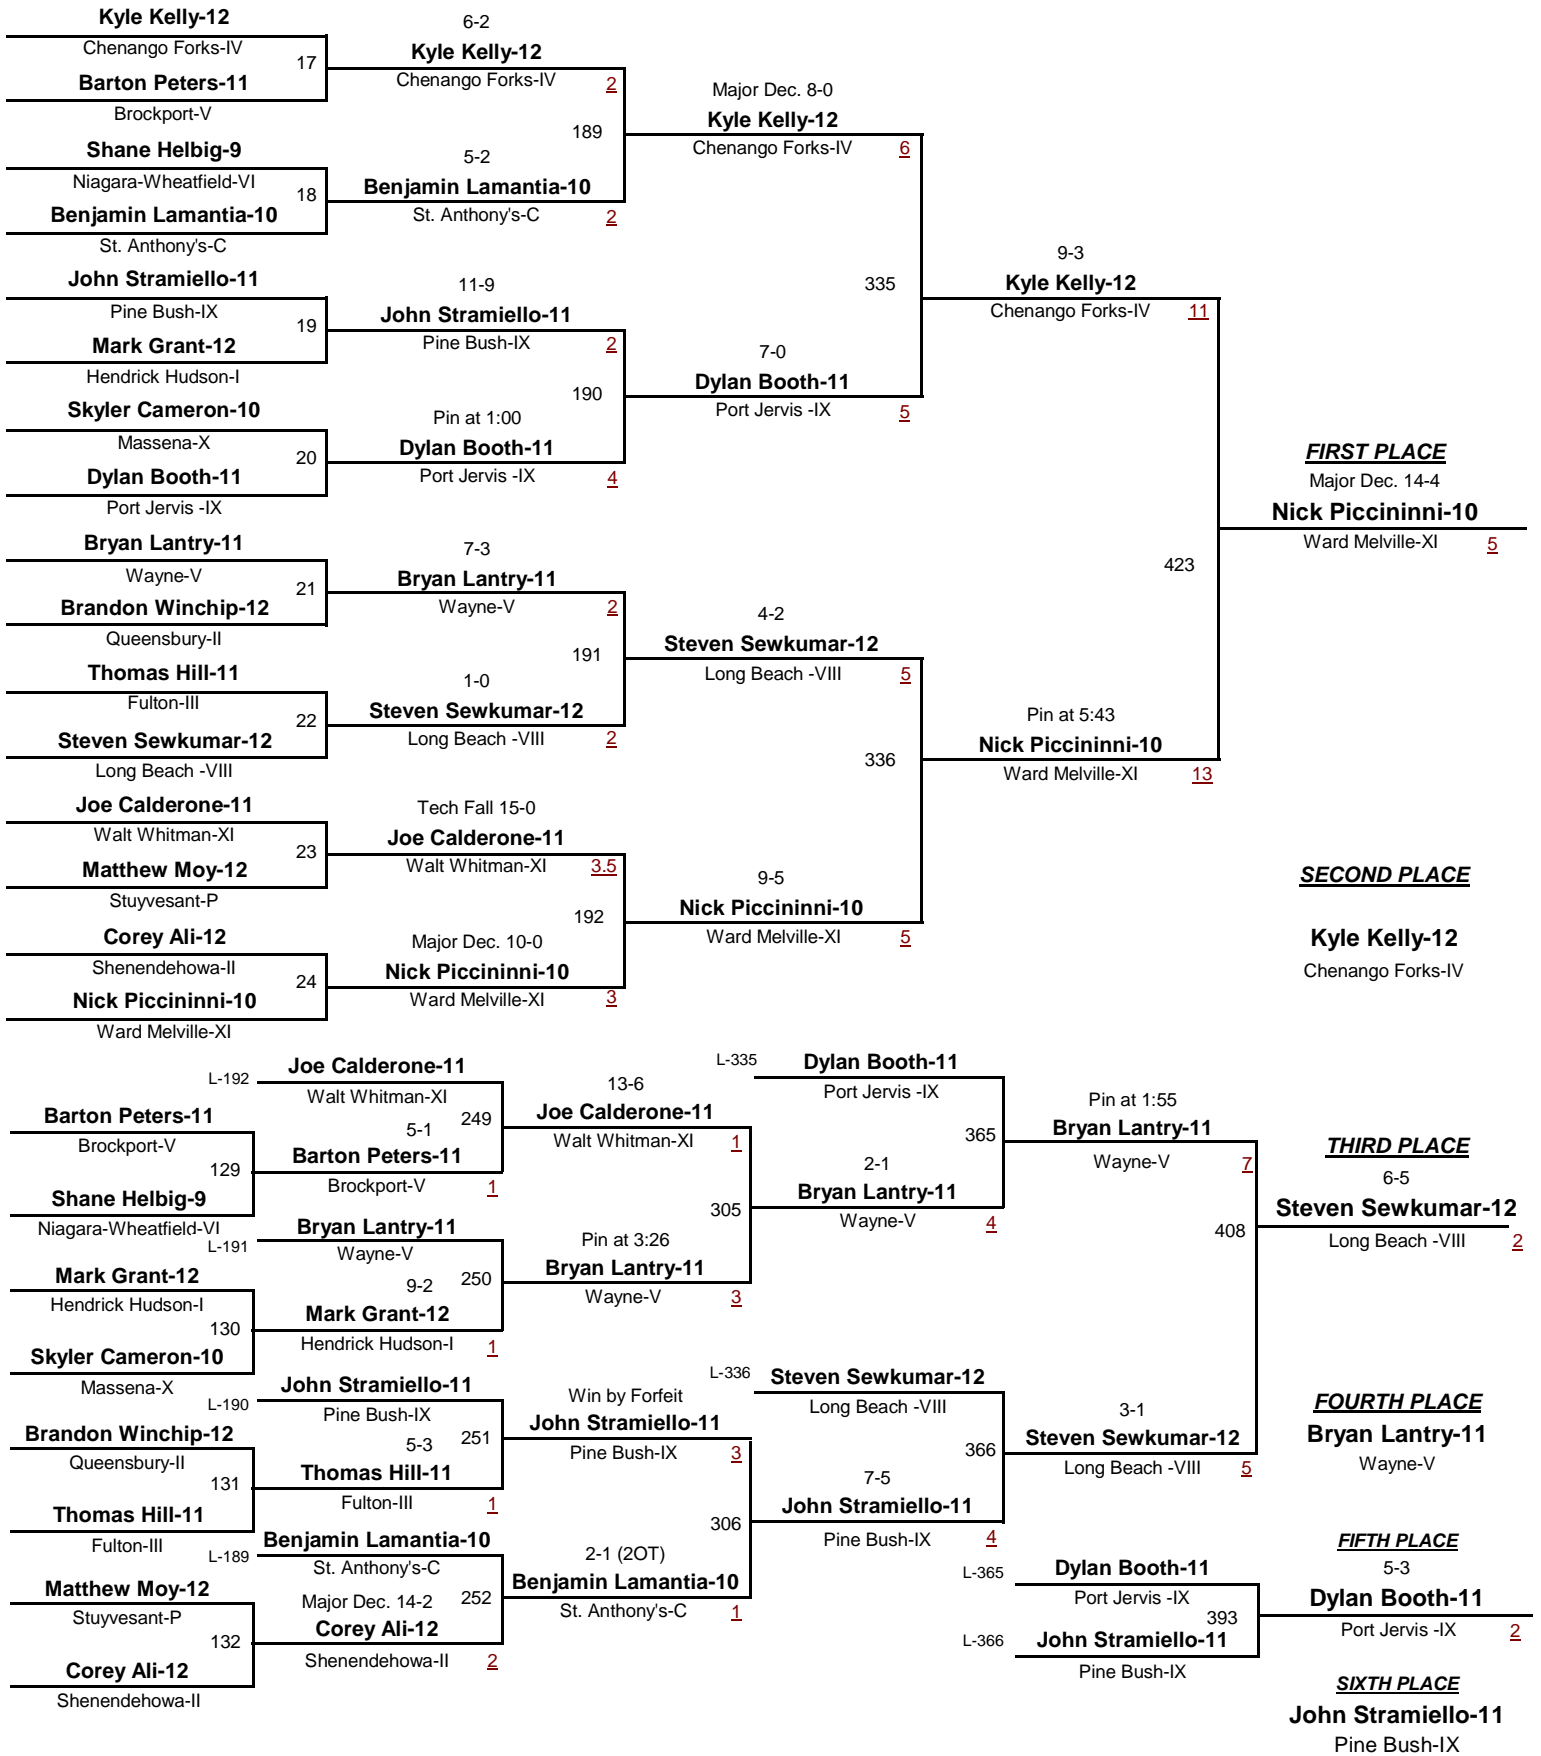 Kyle Kelly-12
Chenango Forks-IV
17
Barton Peters-11
Brockport-V
Shane Helbig-9
Niagara-Wheatfield-VI
18
Benjamin Lamantia-10
St. Anthony's-C
John Stramiello-11
Pine Bush-IX
19
Mark Grant-12
Hendrick Hudson-I
Skyler Cameron-10
Massena-X
20
Dylan Booth-11
Port Jervis -IX
Bryan Lantry-11
Wayne-V
21
Brandon Winchip-12
Queensbury-II
Thomas Hill-11
Fulton-III
22
Steven Sewkumar-12
Long Beach -VIII
Joe Calderone-11
Walt Whitman-XI
23
Matthew Moy-12
Stuyvesant-P
Corey Ali-12
Shenendehowa-II
24
Nick Piccininni-10
Ward Melville-XI
6-2
Kyle Kelly-12
Chenango Forks-IV 2
189
5-2
Benjamin Lamantia-10
St. Anthony's-C 2
11-9
John Stramiello-11
Pine Bush-IX 2
190
Pin at 1:00
Dylan Booth-11
Port Jervis -IX 4
7-3
Bryan Lantry-11
Wayne-V 2
191
1-0
Steven Sewkumar-12
Long Beach -VIII 2
Tech Fall 15-0
Joe Calderone-11
Walt Whitman-XI 3.5
192
Major Dec. 10-0
Nick Piccininni-10
Ward Melville-XI 3
Major Dec. 8-0
Kyle Kelly-12
Chenango Forks-IV 6
335
7-0
Dylan Booth-11
Port Jervis -IX 5
4-2
Steven Sewkumar-12
Long Beach -VIII 5
336
9-5
Nick Piccininni-10
Ward Melville-XI 5
9-3
Kyle Kelly-12
Chenango Forks-IV 11
423
Pin at 5:43
Nick Piccininni-10
Ward Melville-XI 13
FIRST PLACE
Major Dec. 14-4
Nick Piccininni-10
Ward Melville-XI 5
SECOND PLACE
Kyle Kelly-12
Chenango Forks-IV
Barton Peters-11
Brockport-V
129
Shane Helbig-9
Niagara-Wheatfield-VI
Mark Grant-12
Hendrick Hudson-I
130
Skyler Cameron-10
Massena-X
Brandon Winchip-12
Queensbury-II
131
Thomas Hill-11
Fulton-III
Matthew Moy-12
Stuyvesant-P
132
Corey Ali-12
Shenendehowa-II
L-192 Joe Calderone-11
Walt Whitman-XI
249
5-1
Barton Peters-11
Brockport-V 1
L-191 Bryan Lantry-11
Wayne-V
250
9-2
Mark Grant-12
Hendrick Hudson-I 1
L-190 John Stramiello-11
Pine Bush-IX
251
5-3
Thomas Hill-11
Fulton-III 1
L-189 Benjamin Lamantia-10
St. Anthony's-C
252
Major Dec. 14-2
Corey Ali-12
Shenendehowa-II 2
13-6
Joe Calderone-11
Walt Whitman-XI 1
305
Pin at 3:26
Bryan Lantry-11
Wayne-V 3
Win by Forfeit
John Stramiello-11
Pine Bush-IX 3
306
2-1 (2OT)
Benjamin Lamantia-10
St. Anthony's-C 1
L-335 Dylan Booth-11
Port Jervis -IX
365
2-1
Bryan Lantry-11
Wayne-V 4
L-336 Steven Sewkumar-12
Long Beach -VIII
366
7-5
John Stramiello-11
Pine Bush-IX 4
Pin at 1:55
Bryan Lantry-11
Wayne-V 7
408
3-1
Steven Sewkumar-12
Long Beach -VIII 5
THIRD PLACE
6-5
Steven Sewkumar-12
Long Beach -VIII 2
FOURTH PLACE
Bryan Lantry-11
Wayne-V
L-365 Dylan Booth-11
Port Jervis -IX
393
L-366 John Stramiello-11
Pine Bush-IX
FIFTH PLACE
5-3
Dylan Booth-11
Port Jervis -IX 2
SIXTH PLACE
John Stramiello-11
Pine Bush-IX